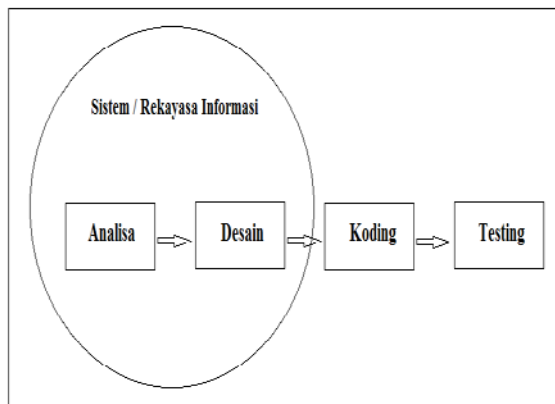 Sistem / Rekayasa Informasi
Analisa
Desain
Koding
Testing